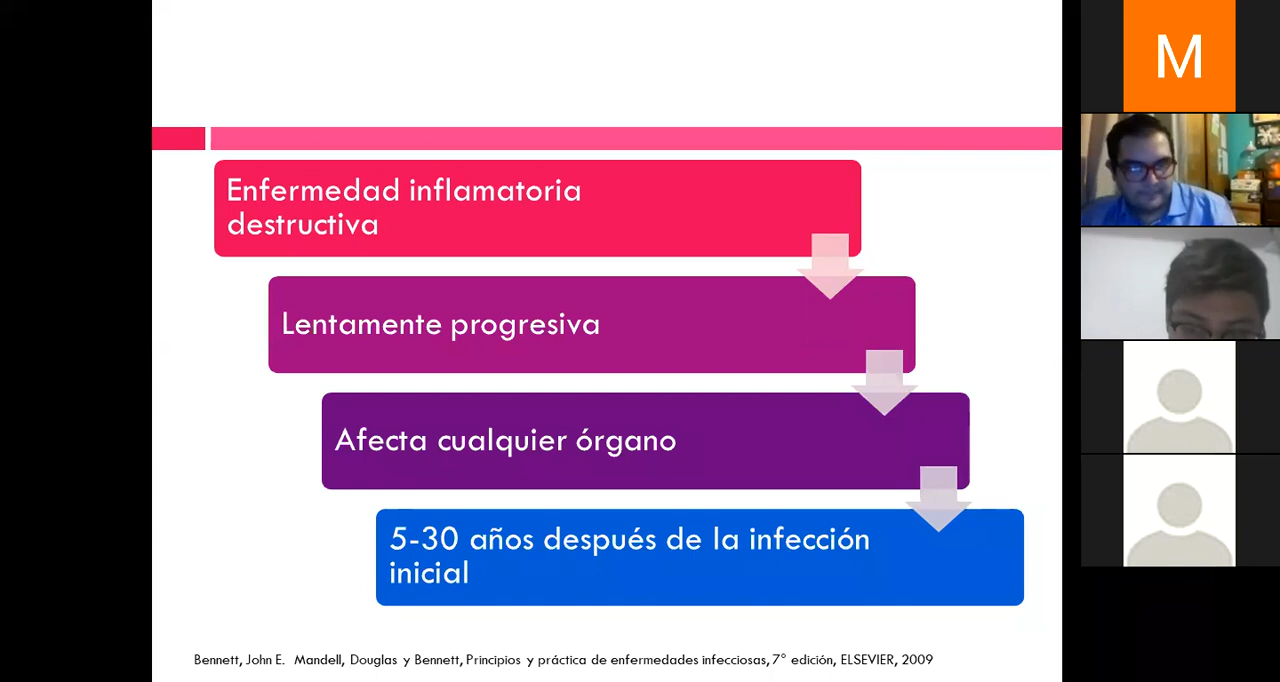 M
Enfermedad inflamatoria
destructiva
Lentamente progresiva
Afecta cualquier órgano
5-30 años después de la infección
inicial
Bennett, John E.  Mandell, Douglas y Bennett, Principios y práctica de enfermedades infecciosas, 7° edición, ELSEVIER, 2009